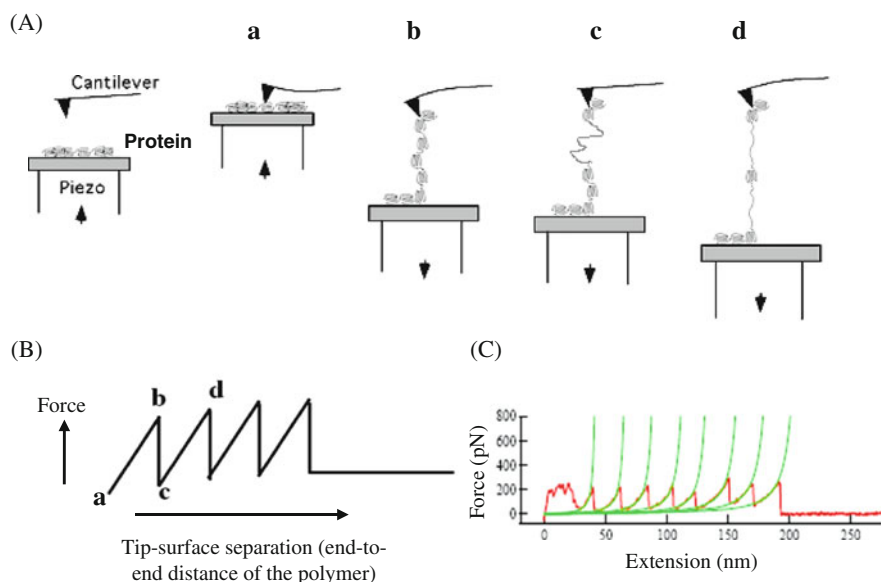 (A)
a
b
c
d
Cantilever
Protein
Piezo
(B)
Force
a
b
c
d
Tip-surface separation (end-to-
end distance of the polymer)
(C)
Force (pN)
800
600
400
200
0
0
50
100
150
200
250
Extension (nm)